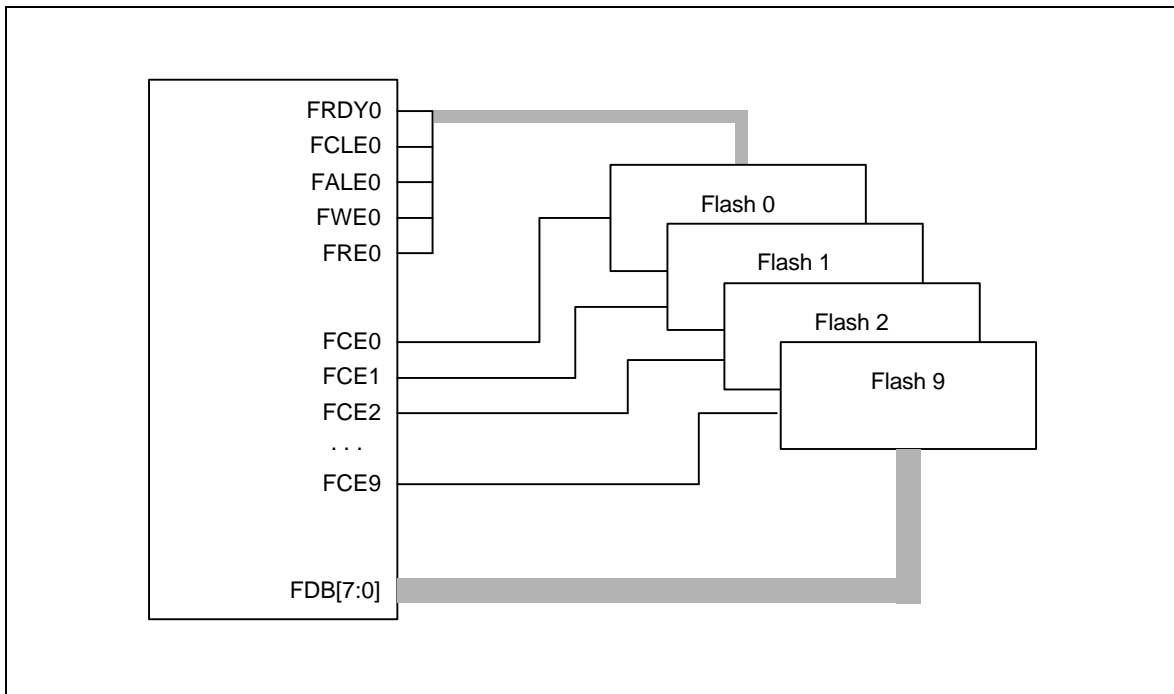 FRDY0
FCLE0
FALE0
FWE0
FRE0
FCE0
FCE1
FCE2
. . .
FCE9
FDB[7:0]
Flash 0
Flash 1
Flash 2
Flash 9